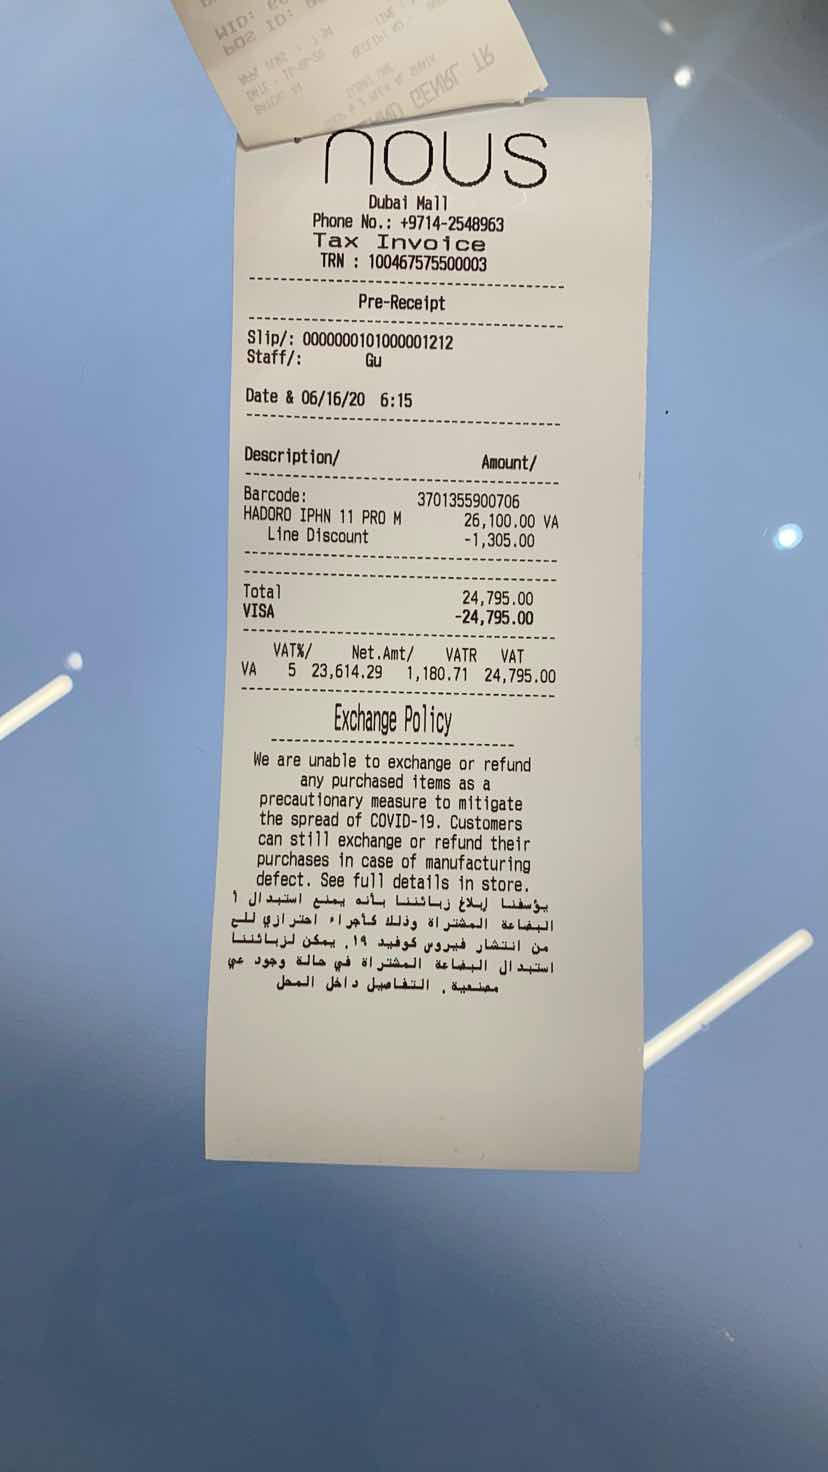 nous
Dubai Mall
Phone No.: +9714-2548963
Tax Invoice
TRN : 100467575500003
Pre-Receipt
Slip/: 0000000101000001212
Staff/: Gu
Date & 06/16/20 6:15
Description/ Amount/
Barcode: 3701355900706
HADORO IPHN 11 PRO M 26,100.00 VA
Line Discount -1,305.00
Total 24,795.00
VISA -24,795.00
VAT%/ Net.Amt/ VATR VAT
VA 5 23,614.29 1,180.71 24,795.00
Exchange Policy
We are unable to exchange or refund
any purchased items as a
precautionary measure to mitigate
the spread of COVID-19. Customers
can still exchange or refund their
purchases in case of manufacturing
defect. See full details in store.
يؤسفنا إبلاغ زبائننا بأنه يمنع استبدال أ
البضاعة المشتراة وذلك كأجراء احترازي للح
من انتشار فيروس كوفيد ١٩. يمكن لزبائننا
استبدال البضاعة المشتراة في حالة وجود عي
مصنعية . التفاصيل داخل المحل